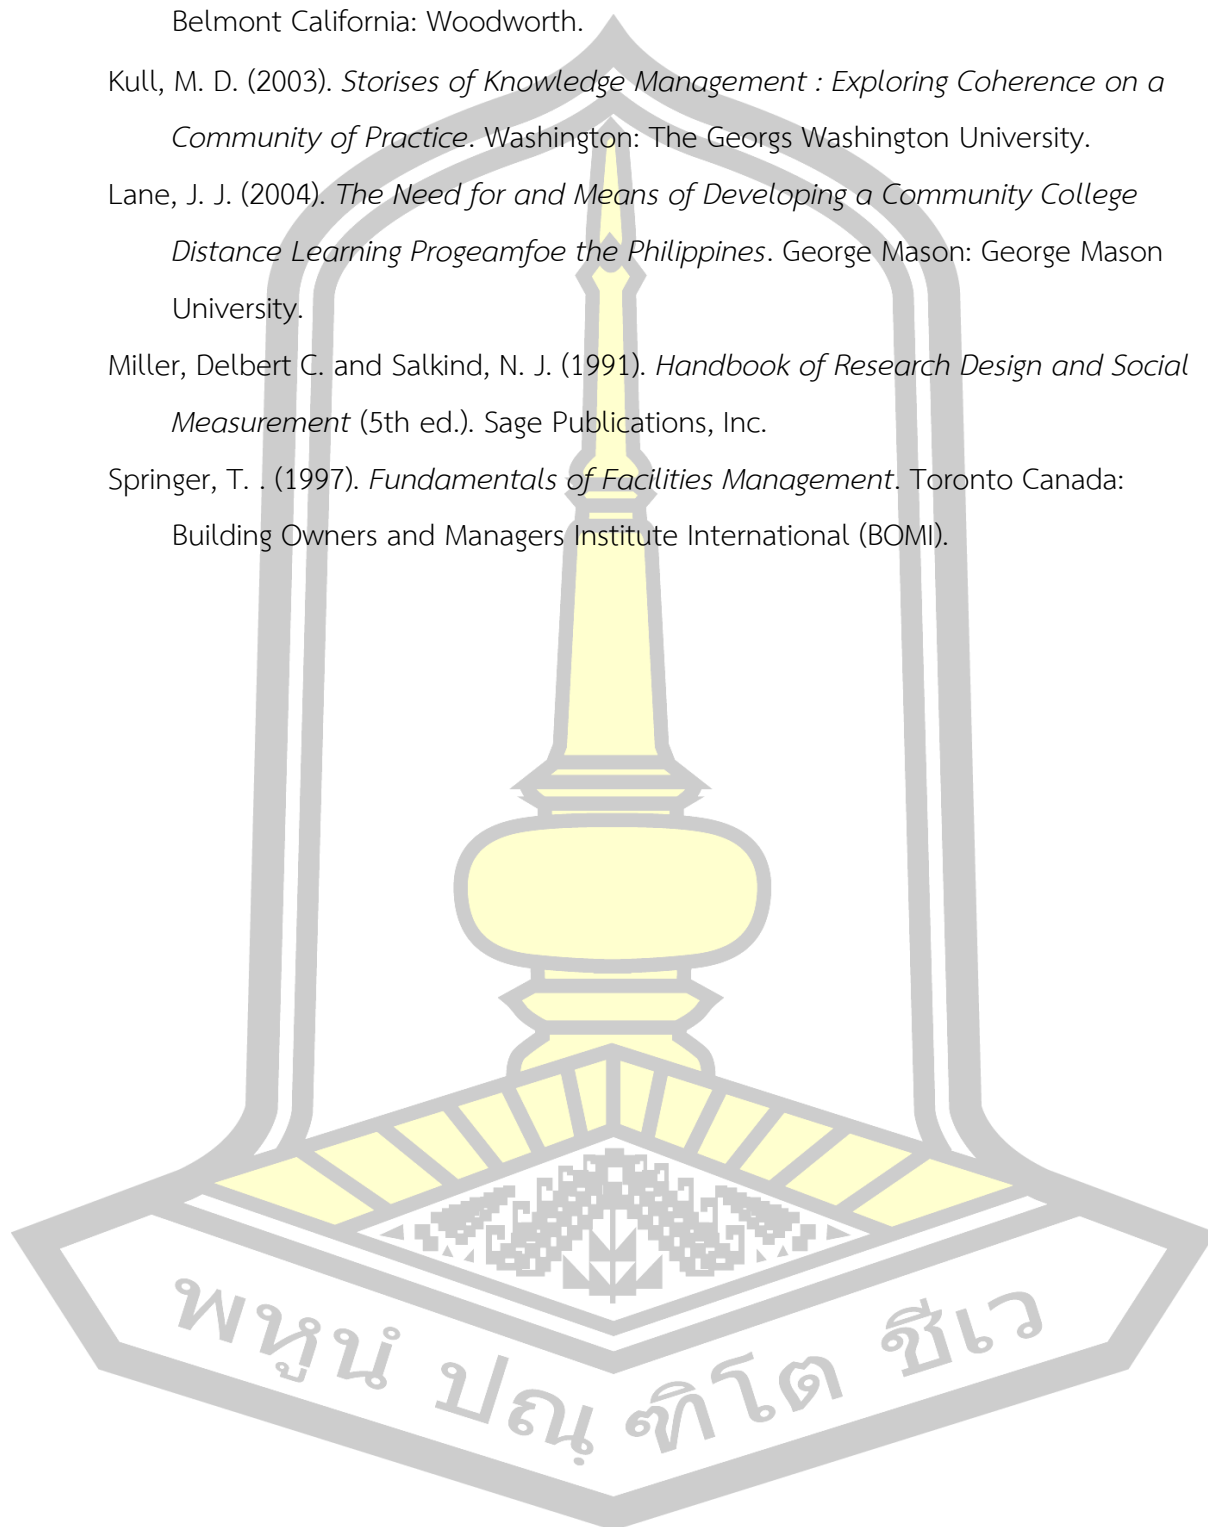 Belmont California: Woodworth.
Kull, M. D. (2003). Storises of Knowledge Management : Exploring Coherence on a
Community of Practice. Washington: The Georgs Washington University.
Lane, J. J. (2004). The Need for and Means of Developing a Community College
Distance Learning Progeamfoe the Philippines. George Mason: George Mason
University.
Miller, Delbert C. and Salkind, N. J. (1991). Handbook of Research Design and Social
Measurement (5th ed.). Sage Publications, Inc.
Springer, T. . (1997). Fundamentals of Facilities Management. Toronto Canada:
Building Owners and Managers Institute International (BOMI).
พหูนํ ปณฺ ฑิโต ชีเว